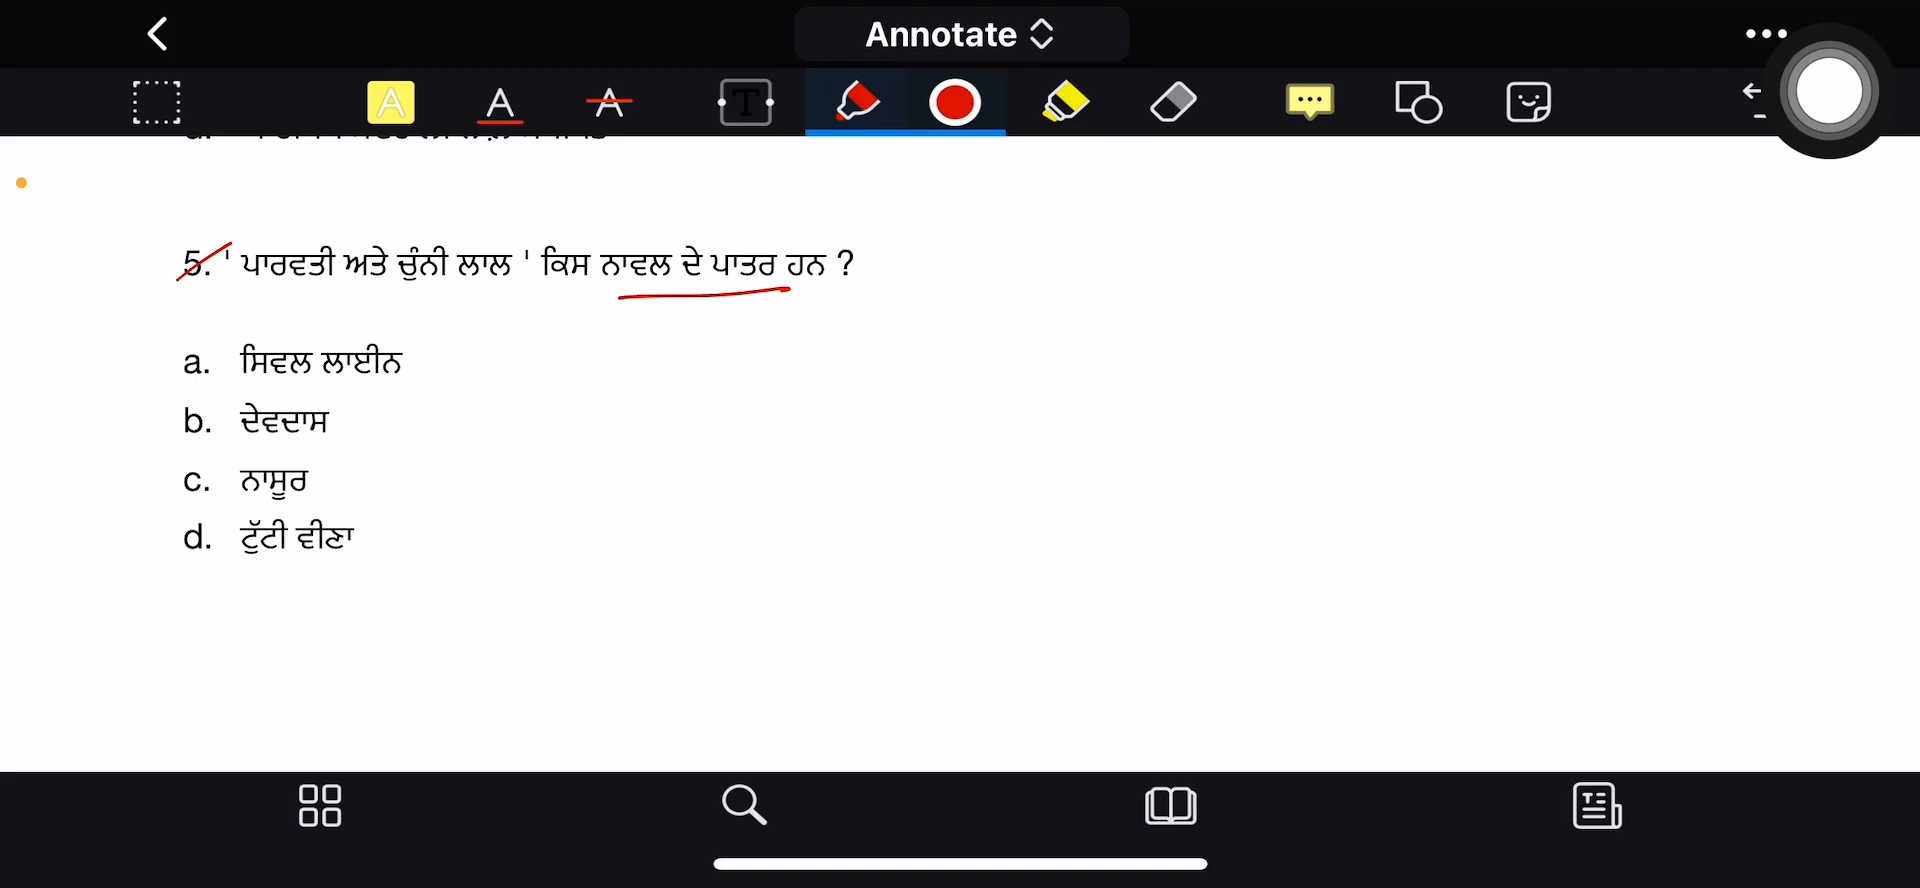 Annotate
5. ' ਪਾਰਵਤੀ ਅਤੇ ਚੁੰਨੀ ਲਾਲ ' ਕਿਸ ਨਾਵਲ ਦੇ ਪਾਤਰ ਹਨ ?
a. ਸਿਵਲ ਲਾਈਨ
b. ਦੇਵਦਾਸ
c. ਨਾਸੂਰ
d. ਟੁੱਟੀ ਵੀਣਾ